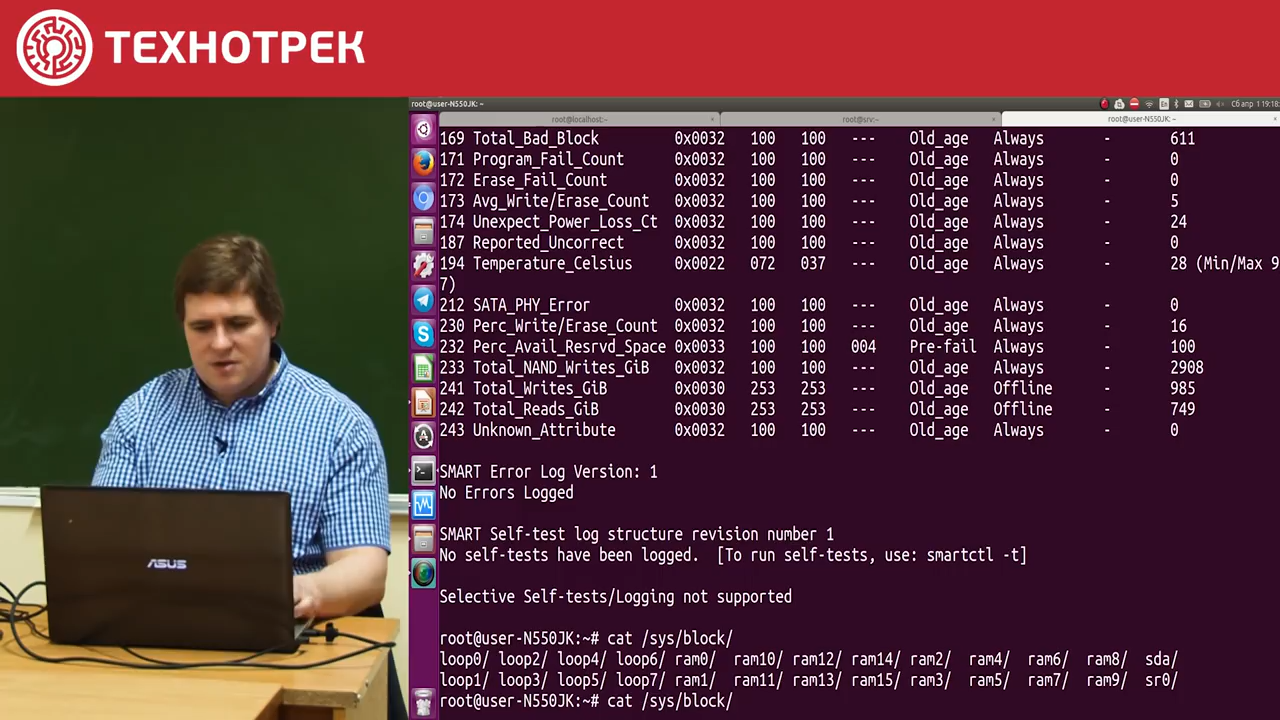 ТЕХНОТРЕК
root@user-N550JK: ~
En
Сб апр 1 19:18
root@localhost:~ × root@srv:~ × root@user-N550JK: ~ ×
169 Total_Bad_Block 0x0032 100 100 --- Old_age Always - 611
171 Program_Fail_Count 0x0032 100 100 --- Old_age Always - 0
172 Erase_Fail_Count 0x0032 100 100 --- Old_age Always - 0
173 Avg_Write/Erase_Count 0x0032 100 100 --- Old_age Always - 5
174 Unexpect_Power_Loss_Ct 0x0032 100 100 --- Old_age Always - 24
187 Reported_Uncorrect 0x0032 100 100 --- Old_age Always - 0
194 Temperature_Celsius 0x0022 072 037 --- Old_age Always - 28 (Min/Max 9
7)
212 SATA_PHY_Error 0x0032 100 100 --- Old_age Always - 0
230 Perc_Write/Erase_Count 0x0032 100 100 --- Old_age Always - 16
232 Perc_Avail_Resrvd_Space 0x0033 100 100 004 Pre-fail Always - 100
233 Total_NAND_Writes_GiB 0x0032 100 100 --- Old_age Always - 2908
241 Total_Writes_GiB 0x0030 253 253 --- Old_age Offline - 985
242 Total_Reads_GiB 0x0030 253 253 --- Old_age Offline - 749
243 Unknown_Attribute 0x0032 100 100 --- Old_age Always - 0
SMART Error Log Version: 1
No Errors Logged
SMART Self-test log structure revision number 1
No self-tests have been logged. [To run self-tests, use: smartctl -t]
Selective Self-tests/Logging not supported
root@user-N550JK:~# cat /sys/block/
loop0/ loop2/ loop4/ loop6/ ram0/ ram10/ ram12/ ram14/ ram2/ ram4/ ram6/ ram8/ sda/
loop1/ loop3/ loop5/ loop7/ ram1/ ram11/ ram13/ ram15/ ram3/ ram5/ ram7/ ram9/ sr0/
root@user-N550JK:~# cat /sys/block/
ASUS